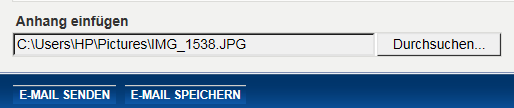 Anhang einfügen
C:\Users\HP\Pictures\IMG_1538.JPG Durchsuchen...
E-MAIL SENDEN E-MAIL SPEICHERN